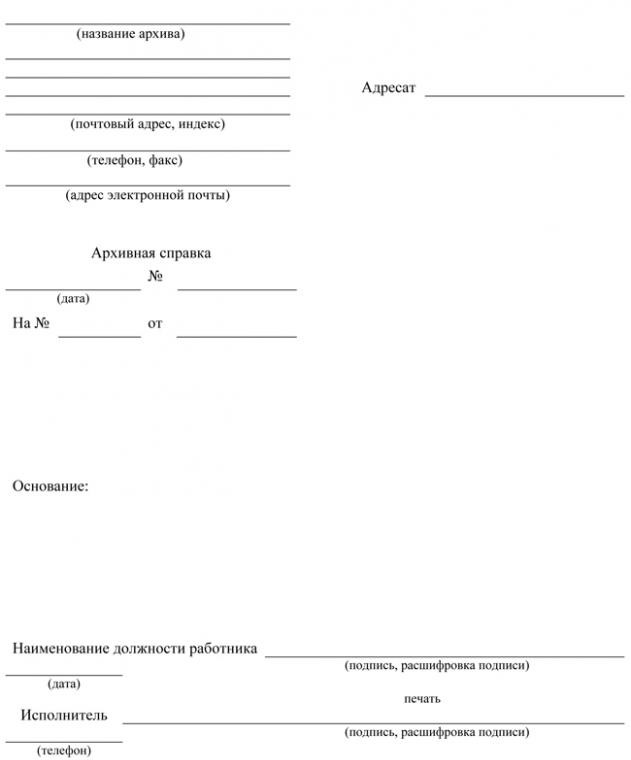 (название архива)
Адресат
(почтовый адрес, индекс)
(телефон, факс)
(адрес электронной почты)
Архивная справка
№
(дата)
На № от
Основание:
Наименование должности работника
(подпись, расшифровка подписи)
(дата)
печать
Исполнитель
(подпись, расшифровка подписи)
(телефон)